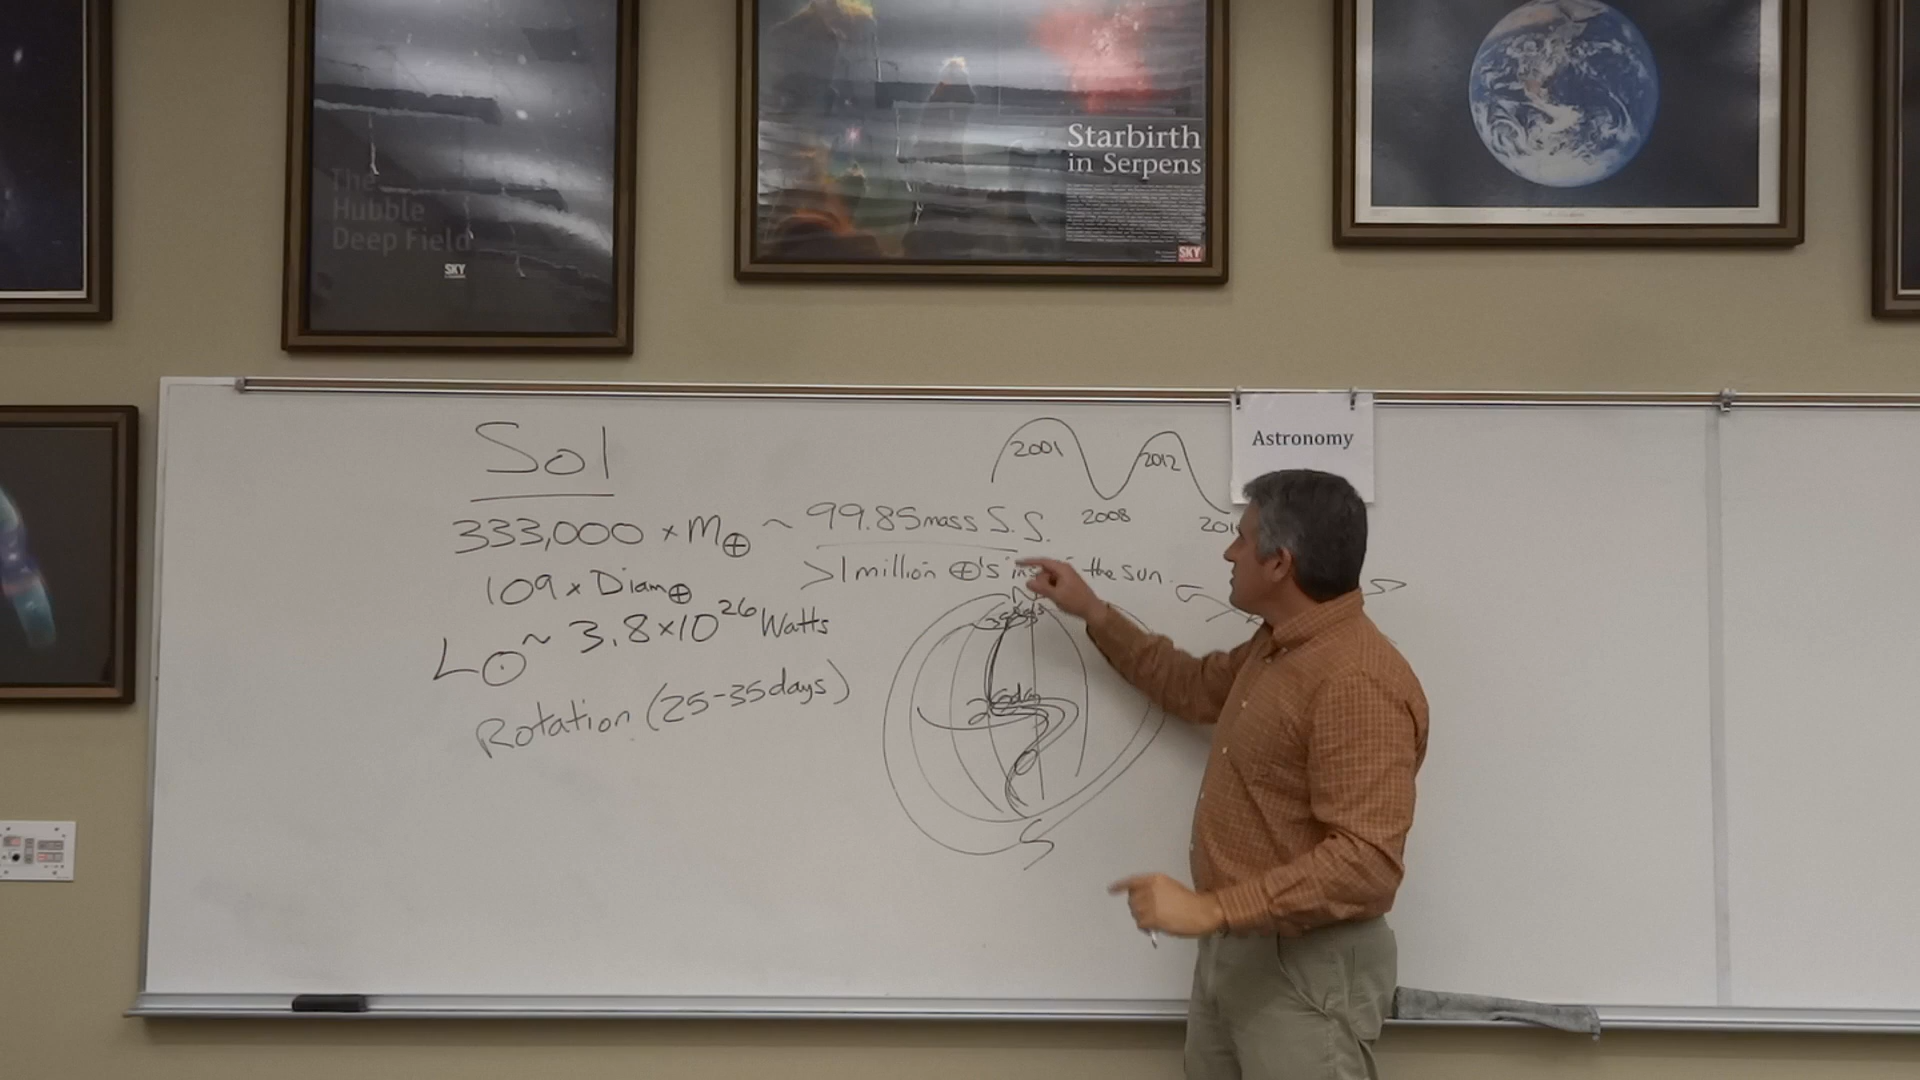 The
Hubble
Deep Field
SKY
Starbirth
in Serpens
SKY
Astronomy
Sol
2001
2012
2008
333,000 × M⊕ ~ 99.85 mass S.S.
109 × Diam⊕
>1 million ⊕'s the sun.
L⊙ ~ 3.8×10²⁶ Watts
Rotation (25-35days)
N
S
S